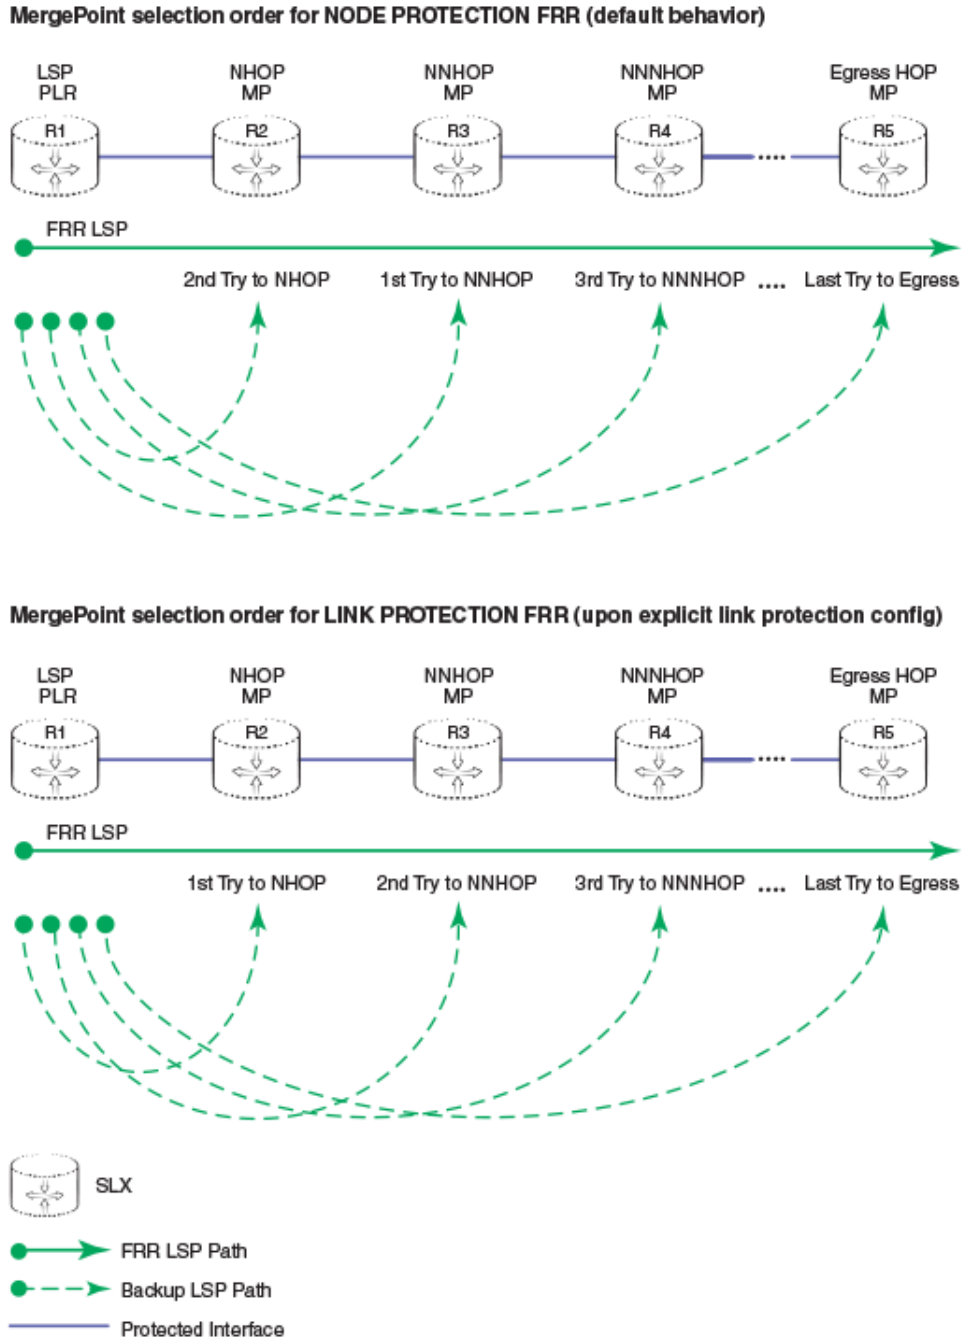 MergePoint selection order for NODE PROTECTION FRR (default behavior)
LSP PLR
NHOP MP
NNHOP MP
NNNHOP MP
Egress HOP MP
R1
R2
R3
R4
....
R5
FRR LSP
2nd Try to NHOP
1st Try to NNHOP
3rd Try to NNNHOP
....
Last Try to Egress
MergePoint selection order for LINK PROTECTION FRR (upon explicit link protection config)
LSP PLR
NHOP MP
NNHOP MP
NNNHOP MP
Egress HOP MP
R1
R2
R3
R4
....
R5
FRR LSP
1st Try to NHOP
2nd Try to NNHOP
3rd Try to NNNHOP
....
Last Try to Egress
SLX
FRR LSP Path
Backup LSP Path
Protected Interface